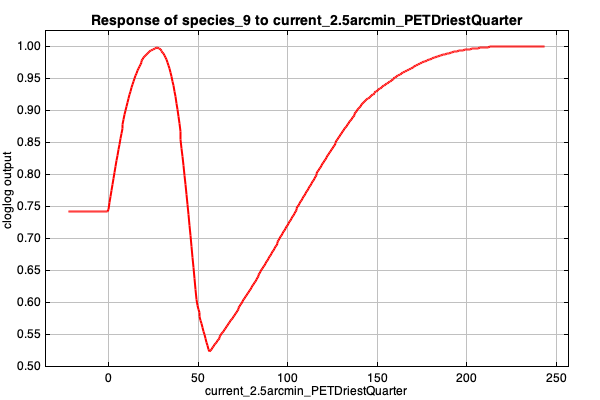 Response of species_9 to current_2.5arcmin_PETDriestQuarter
cloglog output
1.00
0.95
0.90
0.85
0.80
0.75
0.70
0.65
0.60
0.55
0.50
0 50 100 150 200 250
current_2.5arcmin_PETDriestQuarter